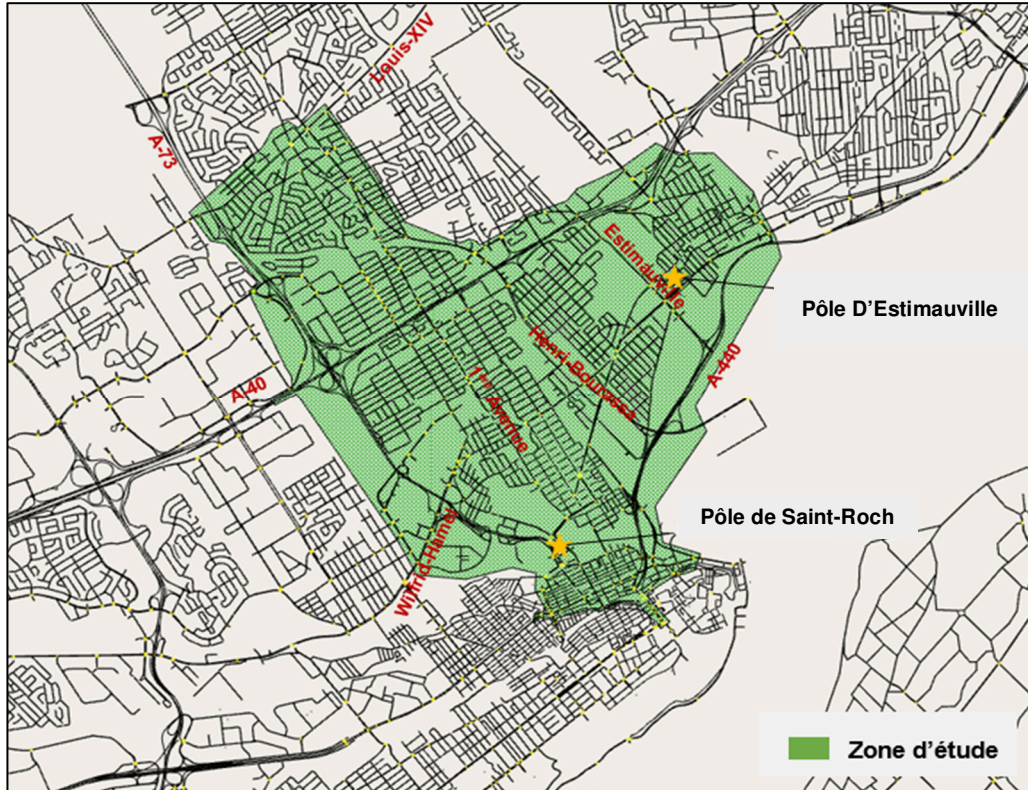 Louis-XIV
A-73
Estimauville
Pôle D'Estimauville
Henri-Bourassa
A-440
A-40
1ère Avenue
Pôle de Saint-Roch
Wilfrid-Hamel
Zone d'étude